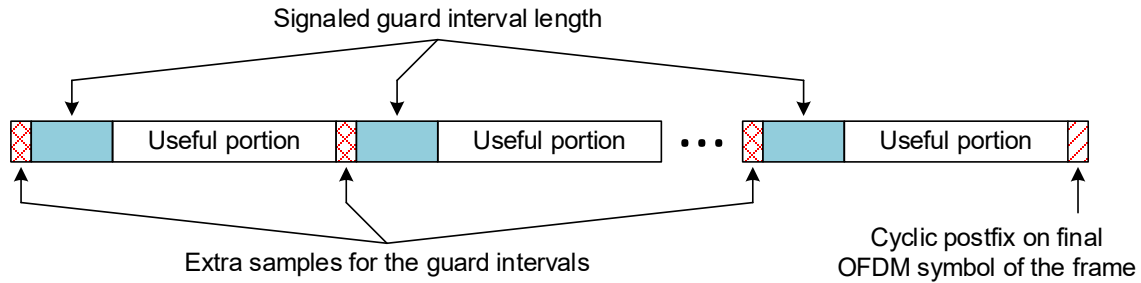 Signaled guard interval length
Useful portion Useful portion ••• Useful portion
Extra samples for the guard intervals
Cyclic postfix on final
OFDM symbol of the frame